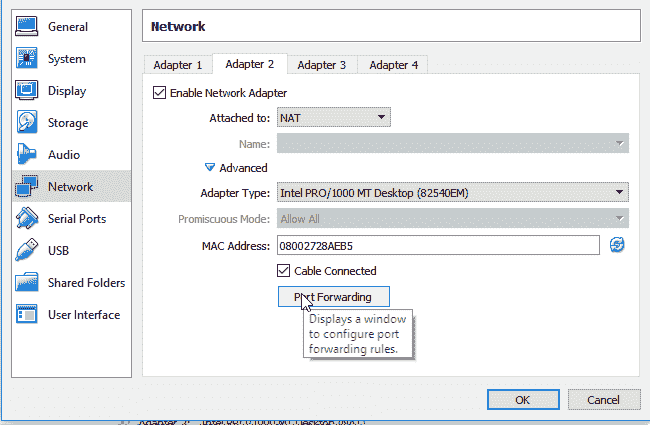 General
System
Display
Storage
Audio
Network
Serial Ports
USB
Shared Folders
User Interface
Network
Adapter 1 Adapter 2 Adapter 3 Adapter 4
Enable Network Adapter
Attached to: NAT
Name:
Advanced
Adapter Type: Intel PRO/1000 MT Desktop (82540EM)
Promiscuous Mode: Allow All
MAC Address: 08002728AEB5
Cable Connected
Port Forwarding
Displays a window
to configure port
forwarding rules.
OK Cancel